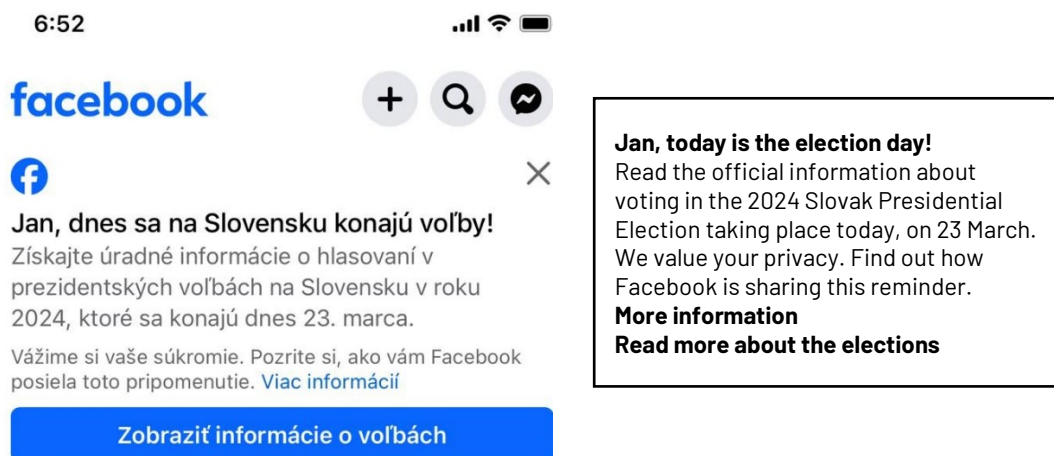 6:52
facebook
Jan, dnes sa na Slovensku konajú voľby!
Získajte úradné informácie o hlasovaní v
prezidentských voľbách na Slovensku v roku
2024, ktoré sa konajú dnes 23. marca.
Vážime si vaše súkromie. Pozrite si, ako vám Facebook
posiela toto pripomenutie. Viac informácií
Zobraziť informácie o voľbách
Jan, today is the election day!
Read the official information about
voting in the 2024 Slovak Presidential
Election taking place today, on 23 March.
We value your privacy. Find out how
Facebook is sharing this reminder.
More information
Read more about the elections